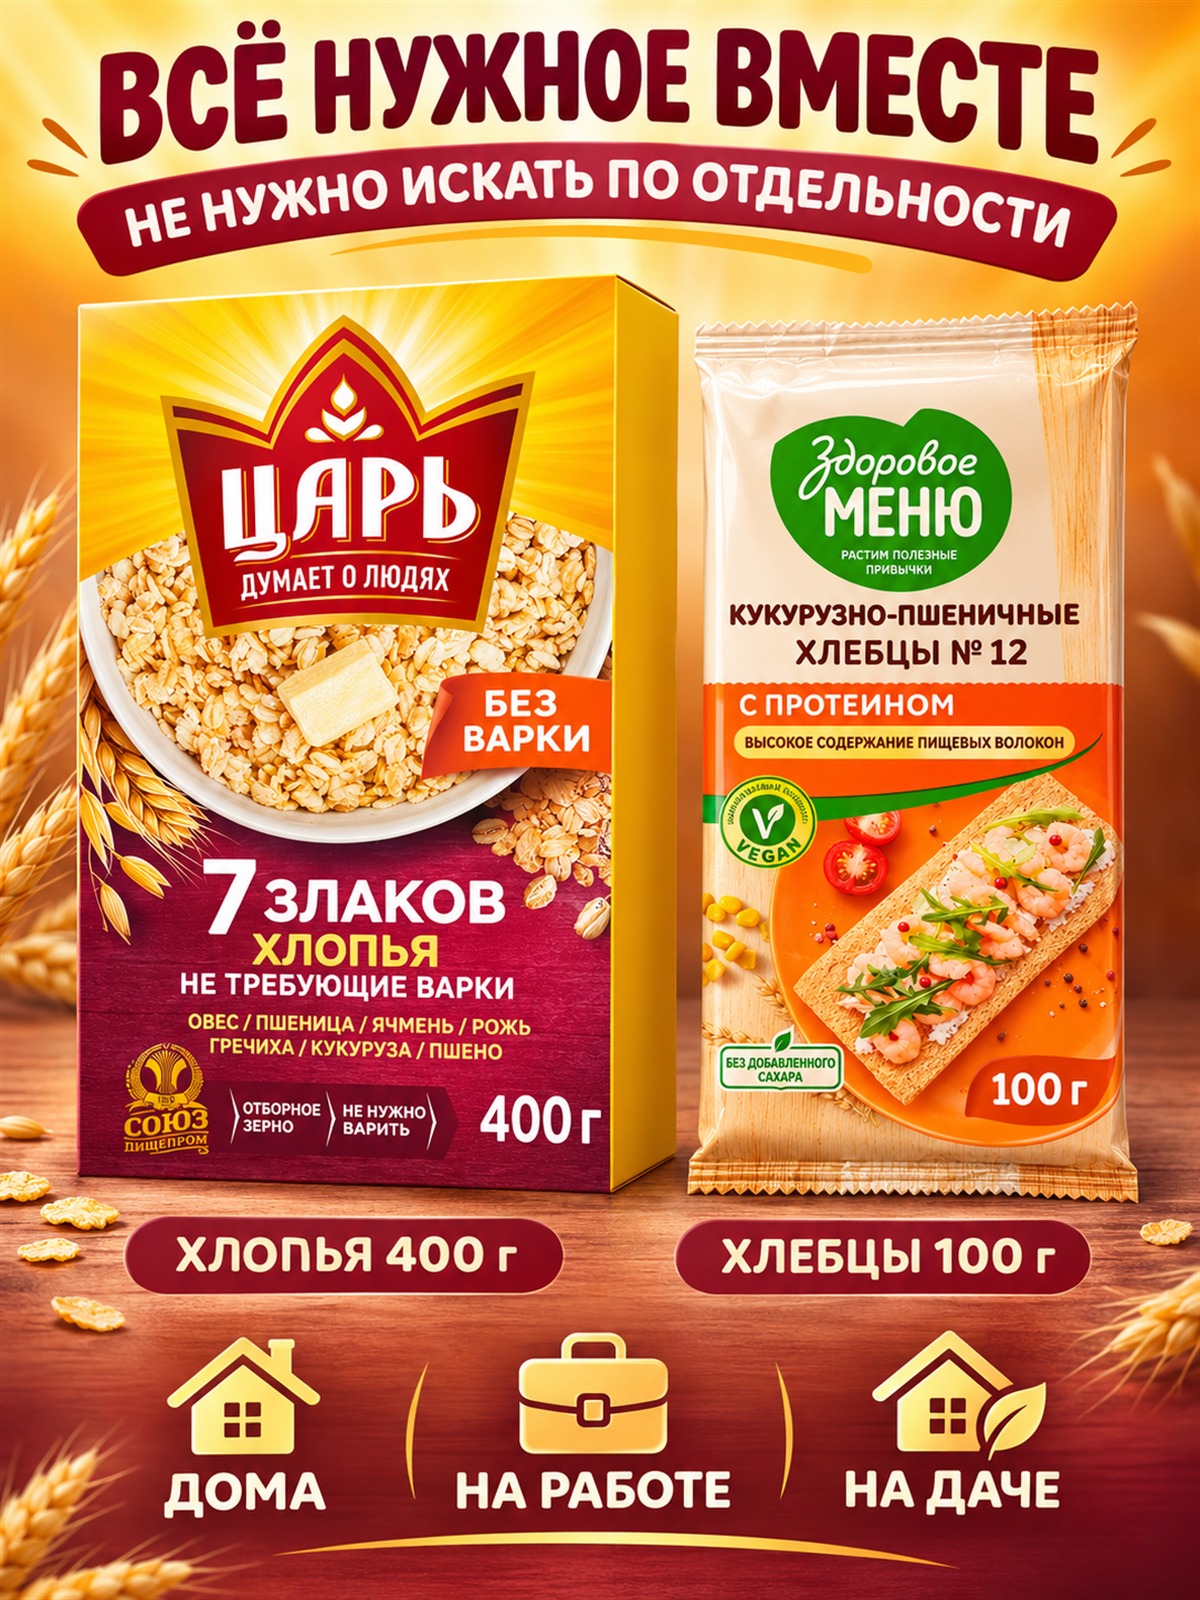 ВСЁ НУЖНОЕ ВМЕСТЕ
НЕ НУЖНО ИСКАТЬ ПО ОТДЕЛЬНОСТИ
ЦАРЬ
ДУМАЕТ О ЛЮДЯХ
БЕЗ
ВАРКИ
7 ЗЛАКОВ
ХЛОПЬЯ
НЕ ТРЕБУЮЩИЕ ВАРКИ
ОВЕС / ПШЕНИЦА / ЯЧМЕНЬ / РОЖЬ
ГРЕЧИХА / КУКУРУЗА / ПШЕНО
СОЮЗ
ПИЩЕПРОМ
ОТБОРНОЕ
ЗЕРНО
НЕ НУЖНО
ВАРИТЬ
400 г
Здоровое
МЕНЮ
РАСТИМ ПОЛЕЗНЫЕ
ПРИВЫЧКИ
КУКУРУЗНО-ПШЕНИЧНЫЕ
ХЛЕБЦЫ № 12
С ПРОТЕИНОМ
ВЫСОКОЕ СОДЕРЖАНИЕ ПИЩЕВЫХ ВОЛОКОН
VEGAN
БЕЗ ДОБАВЛЕННОГО
САХАРА
100 г
ХЛОПЬЯ 400 г
ХЛЕБЦЫ 100 г
ДОМА
НА РАБОТЕ
НА ДАЧЕ